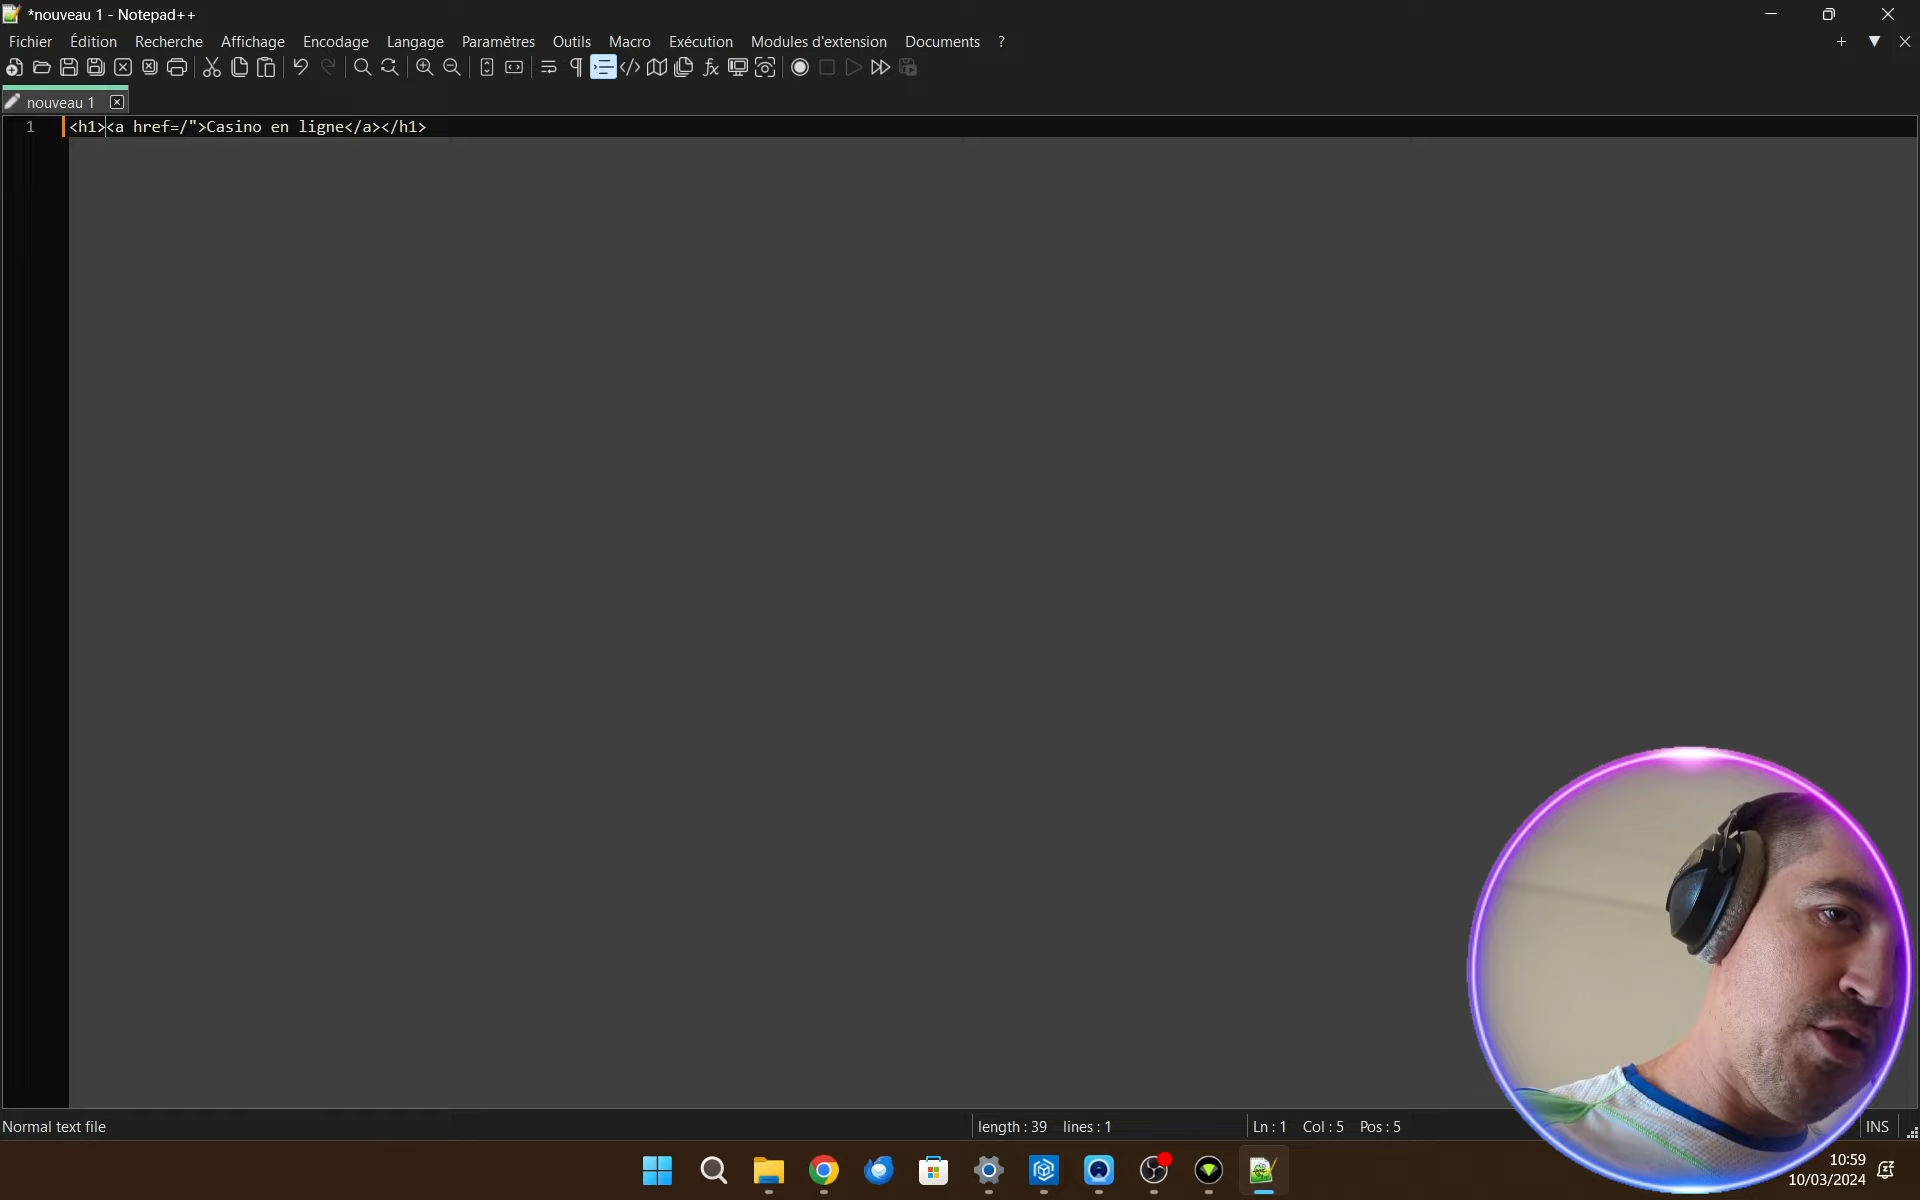 *nouveau 1 - Notepad++
Fichier Édition Recherche Affichage Encodage Langage Paramètres Outils Macro Exécution Modules d'extension Documents ?
nouveau 1
1 <h1><a href=/">Casino en ligne</a></h1>
Normal text file length : 39 lines : 1 Ln : 1 Col : 5 Pos : 5 INS
10:59
10/03/2024